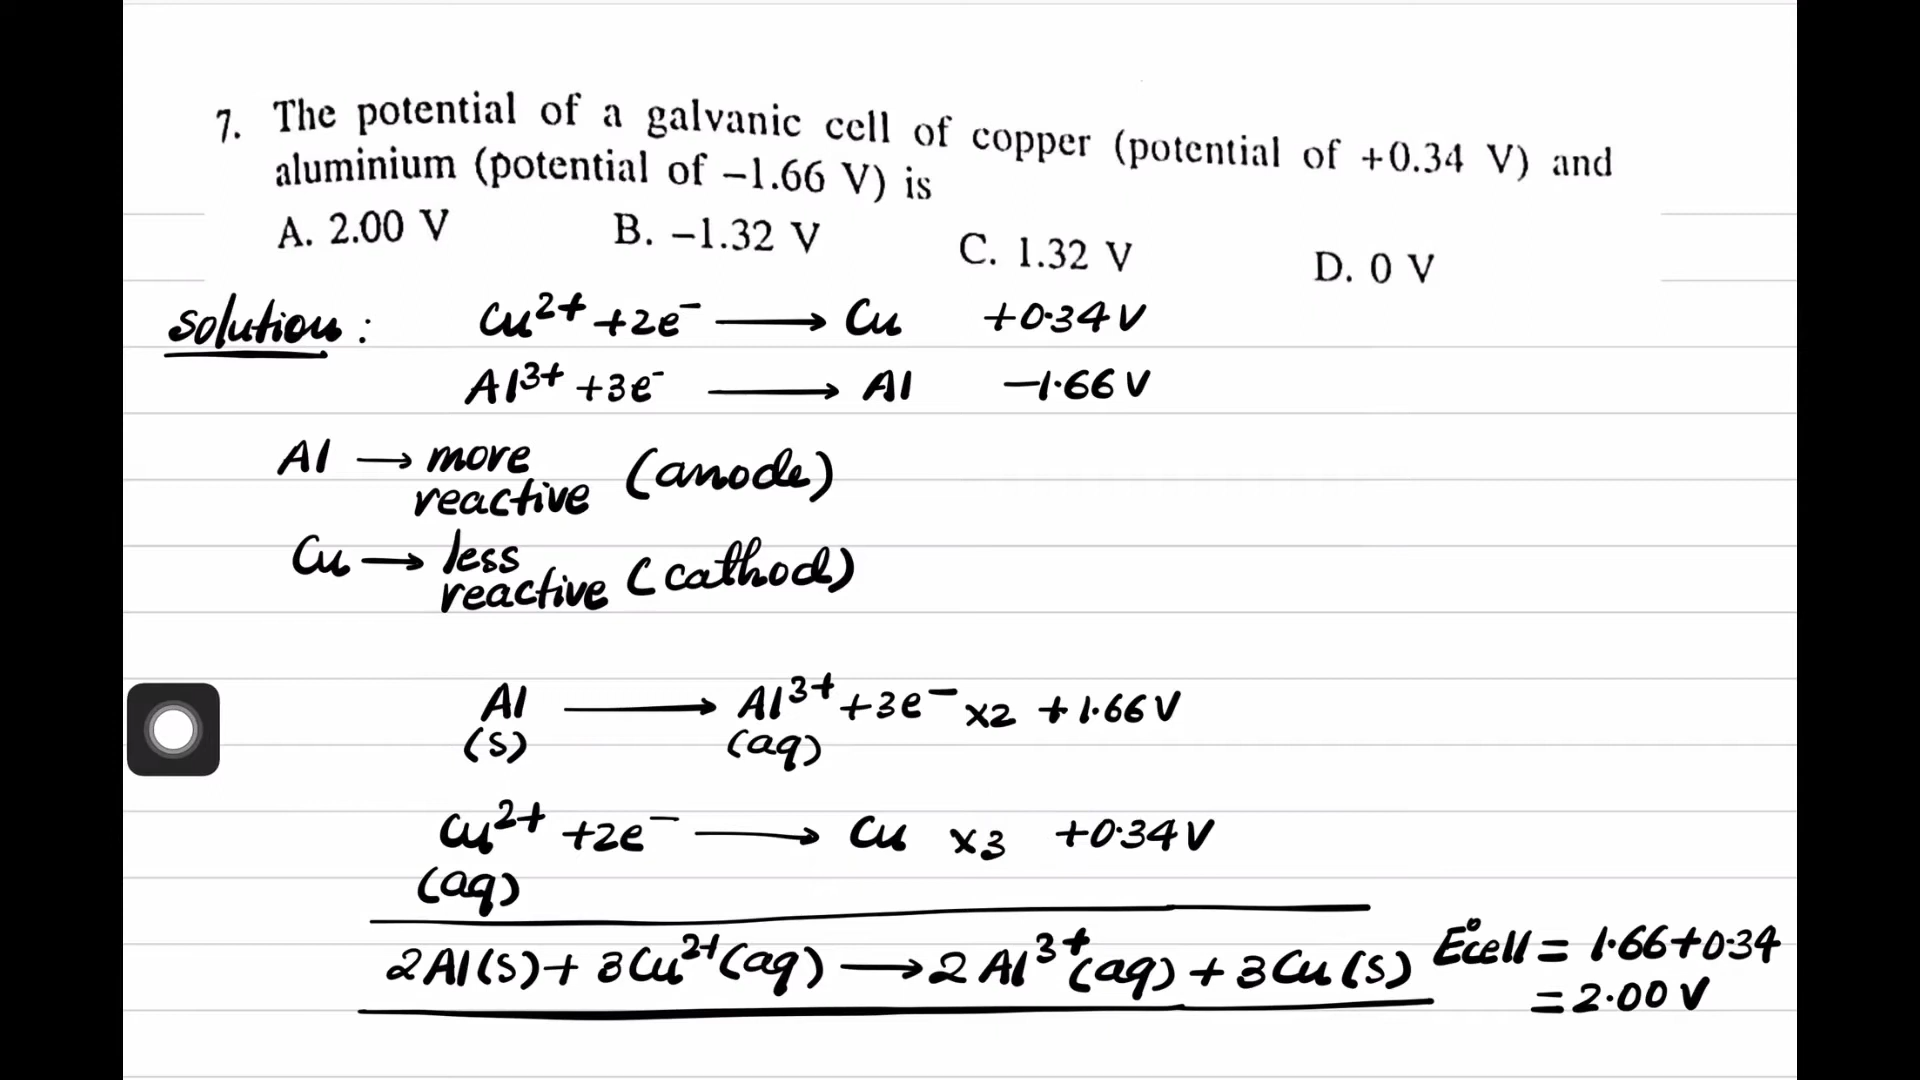 7. The potential of a galvanic cell of copper (potential of +0.34 V) and
aluminium (potential of −1.66 V) is
A. 2.00 V B. −1.32 V C. 1.32 V D. 0 V
Solution : Cu²⁺ +2e⁻ ⟶ Cu +0.34 V
Al³⁺ +3e⁻ ⟶ Al −1.66 V
Al → more reactive (anode)
Cu → less reactive (cathod)
Al (s) ⟶ Al³⁺ (aq) +3e⁻ ×2 +1.66 V
Cu²⁺ (aq) +2e⁻ ⟶ Cu ×3 +0.34 V
2Al(s) + 3Cu²⁺(aq) ⟶ 2Al³⁺(aq) + 3Cu(s) E°cell = 1.66+0.34
= 2.00 V